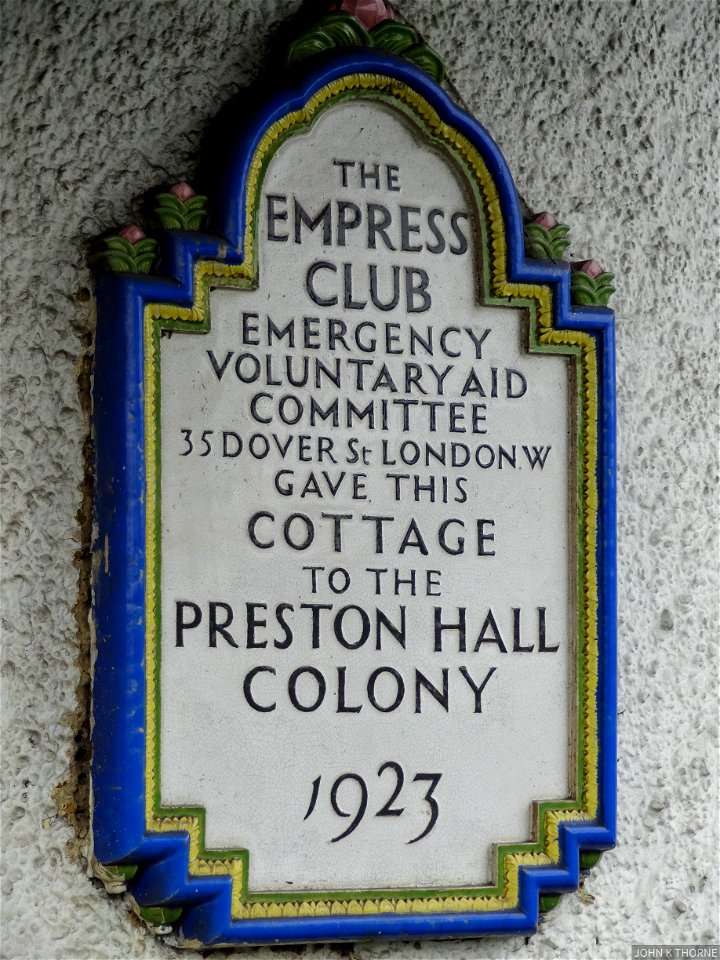 THE
EMPRESS
CLUB
EMERGENCY
VOLUNTARY AID
COMMITTEE
35 DOVER St LONDON.W
GAVE THIS
COTTAGE
TO THE
PRESTON HALL
COLONY
1923
JOHN K THORNE